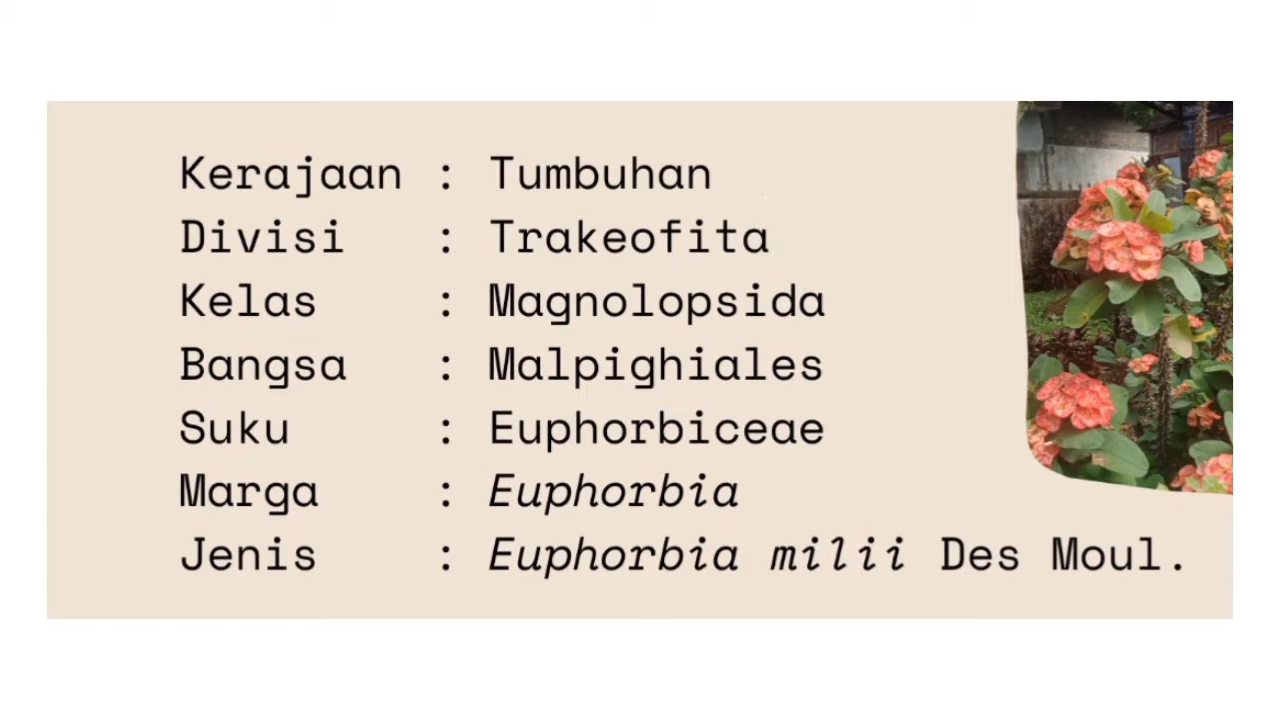 Kerajaan : Tumbuhan
Divisi : Trakeofita
Kelas : Magnolopsida
Bangsa : Malpighiales
Suku : Euphorbiceae
Marga : Euphorbia
Jenis : Euphorbia milii Des Moul.